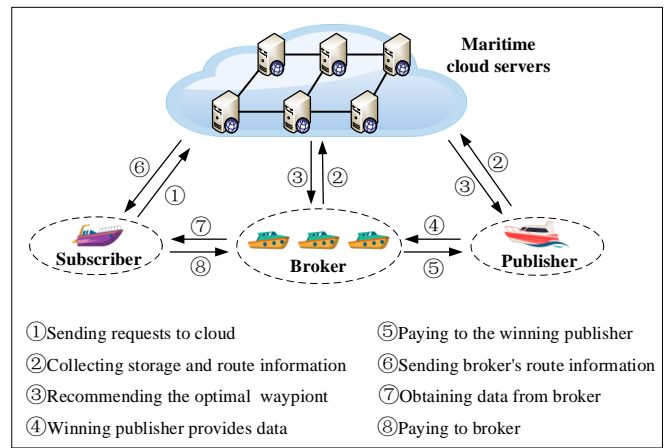 Maritime
cloud servers
⑥
①
③
②
②
③
⑦
④
⑧
⑤
Subscriber
Broker
Publisher
①Sending requests to cloud
②Collecting storage and route information
③Recommending the optimal waypiont
④Winning publisher provides data
⑤Paying to the winning publisher
⑥Sending broker's route information
⑦Obtaining data from broker
⑧Paying to broker